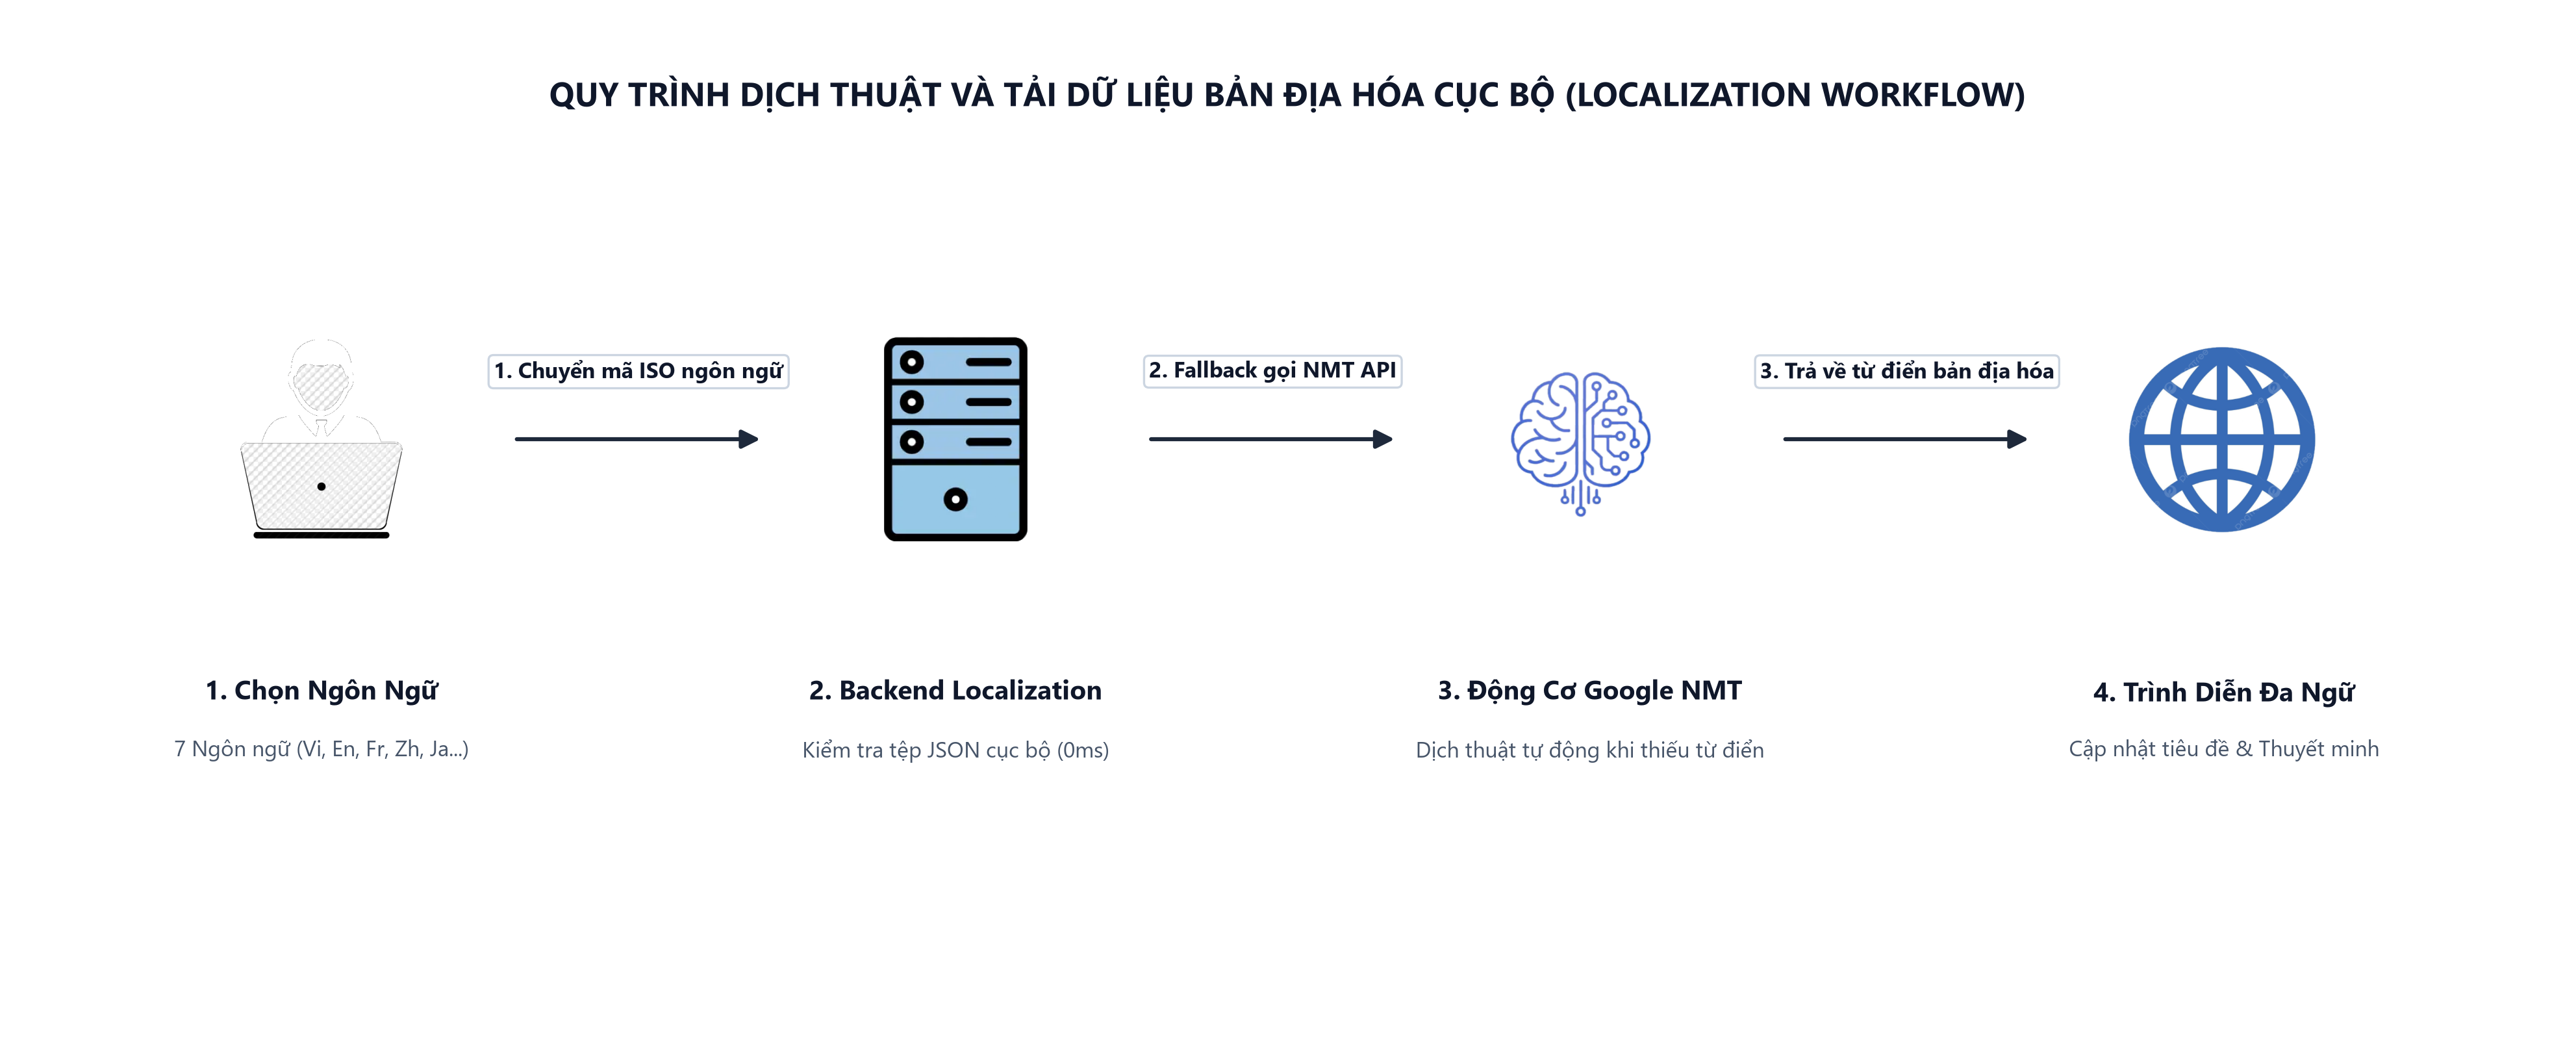 QUY TRÌNH DỊCH THUẬT VÀ TẢI DỮ LIỆU BẢN ĐỊA HÓA CỤC BỘ (LOCALIZATION WORKFLOW)
1. Chuyển mã ISO ngôn ngữ
2. Fallback gọi NMT API
3. Trả về từ điển bản địa hóa
1. Chọn Ngôn Ngữ
7 Ngôn ngữ (Vi, En, Fr, Zh, Ja...)
2. Backend Localization
Kiểm tra tệp JSON cục bộ (0ms)
3. Động Cơ Google NMT
Dịch thuật tự động khi thiếu từ điển
4. Trình Diễn Đa Ngữ
Cập nhật tiêu đề & Thuyết minh